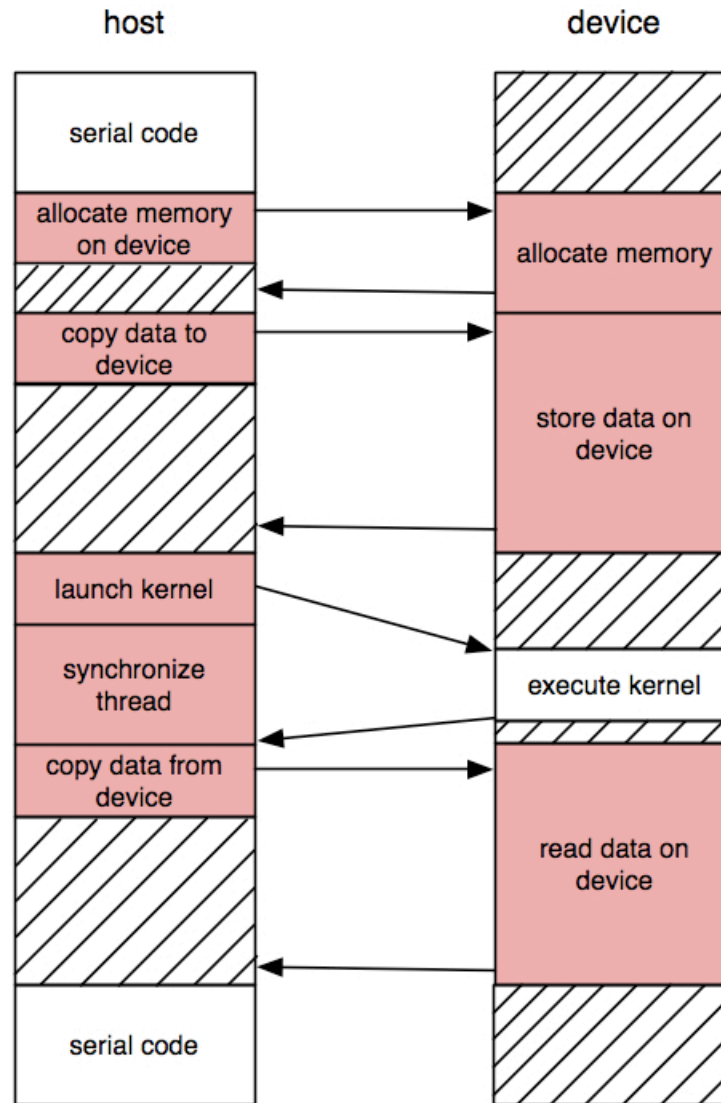 host
device
serial code
allocate memory
on device
allocate memory
copy data to
device
store data on
device
launch kernel
synchronize
thread
execute kernel
copy data from
device
read data on
device
serial code